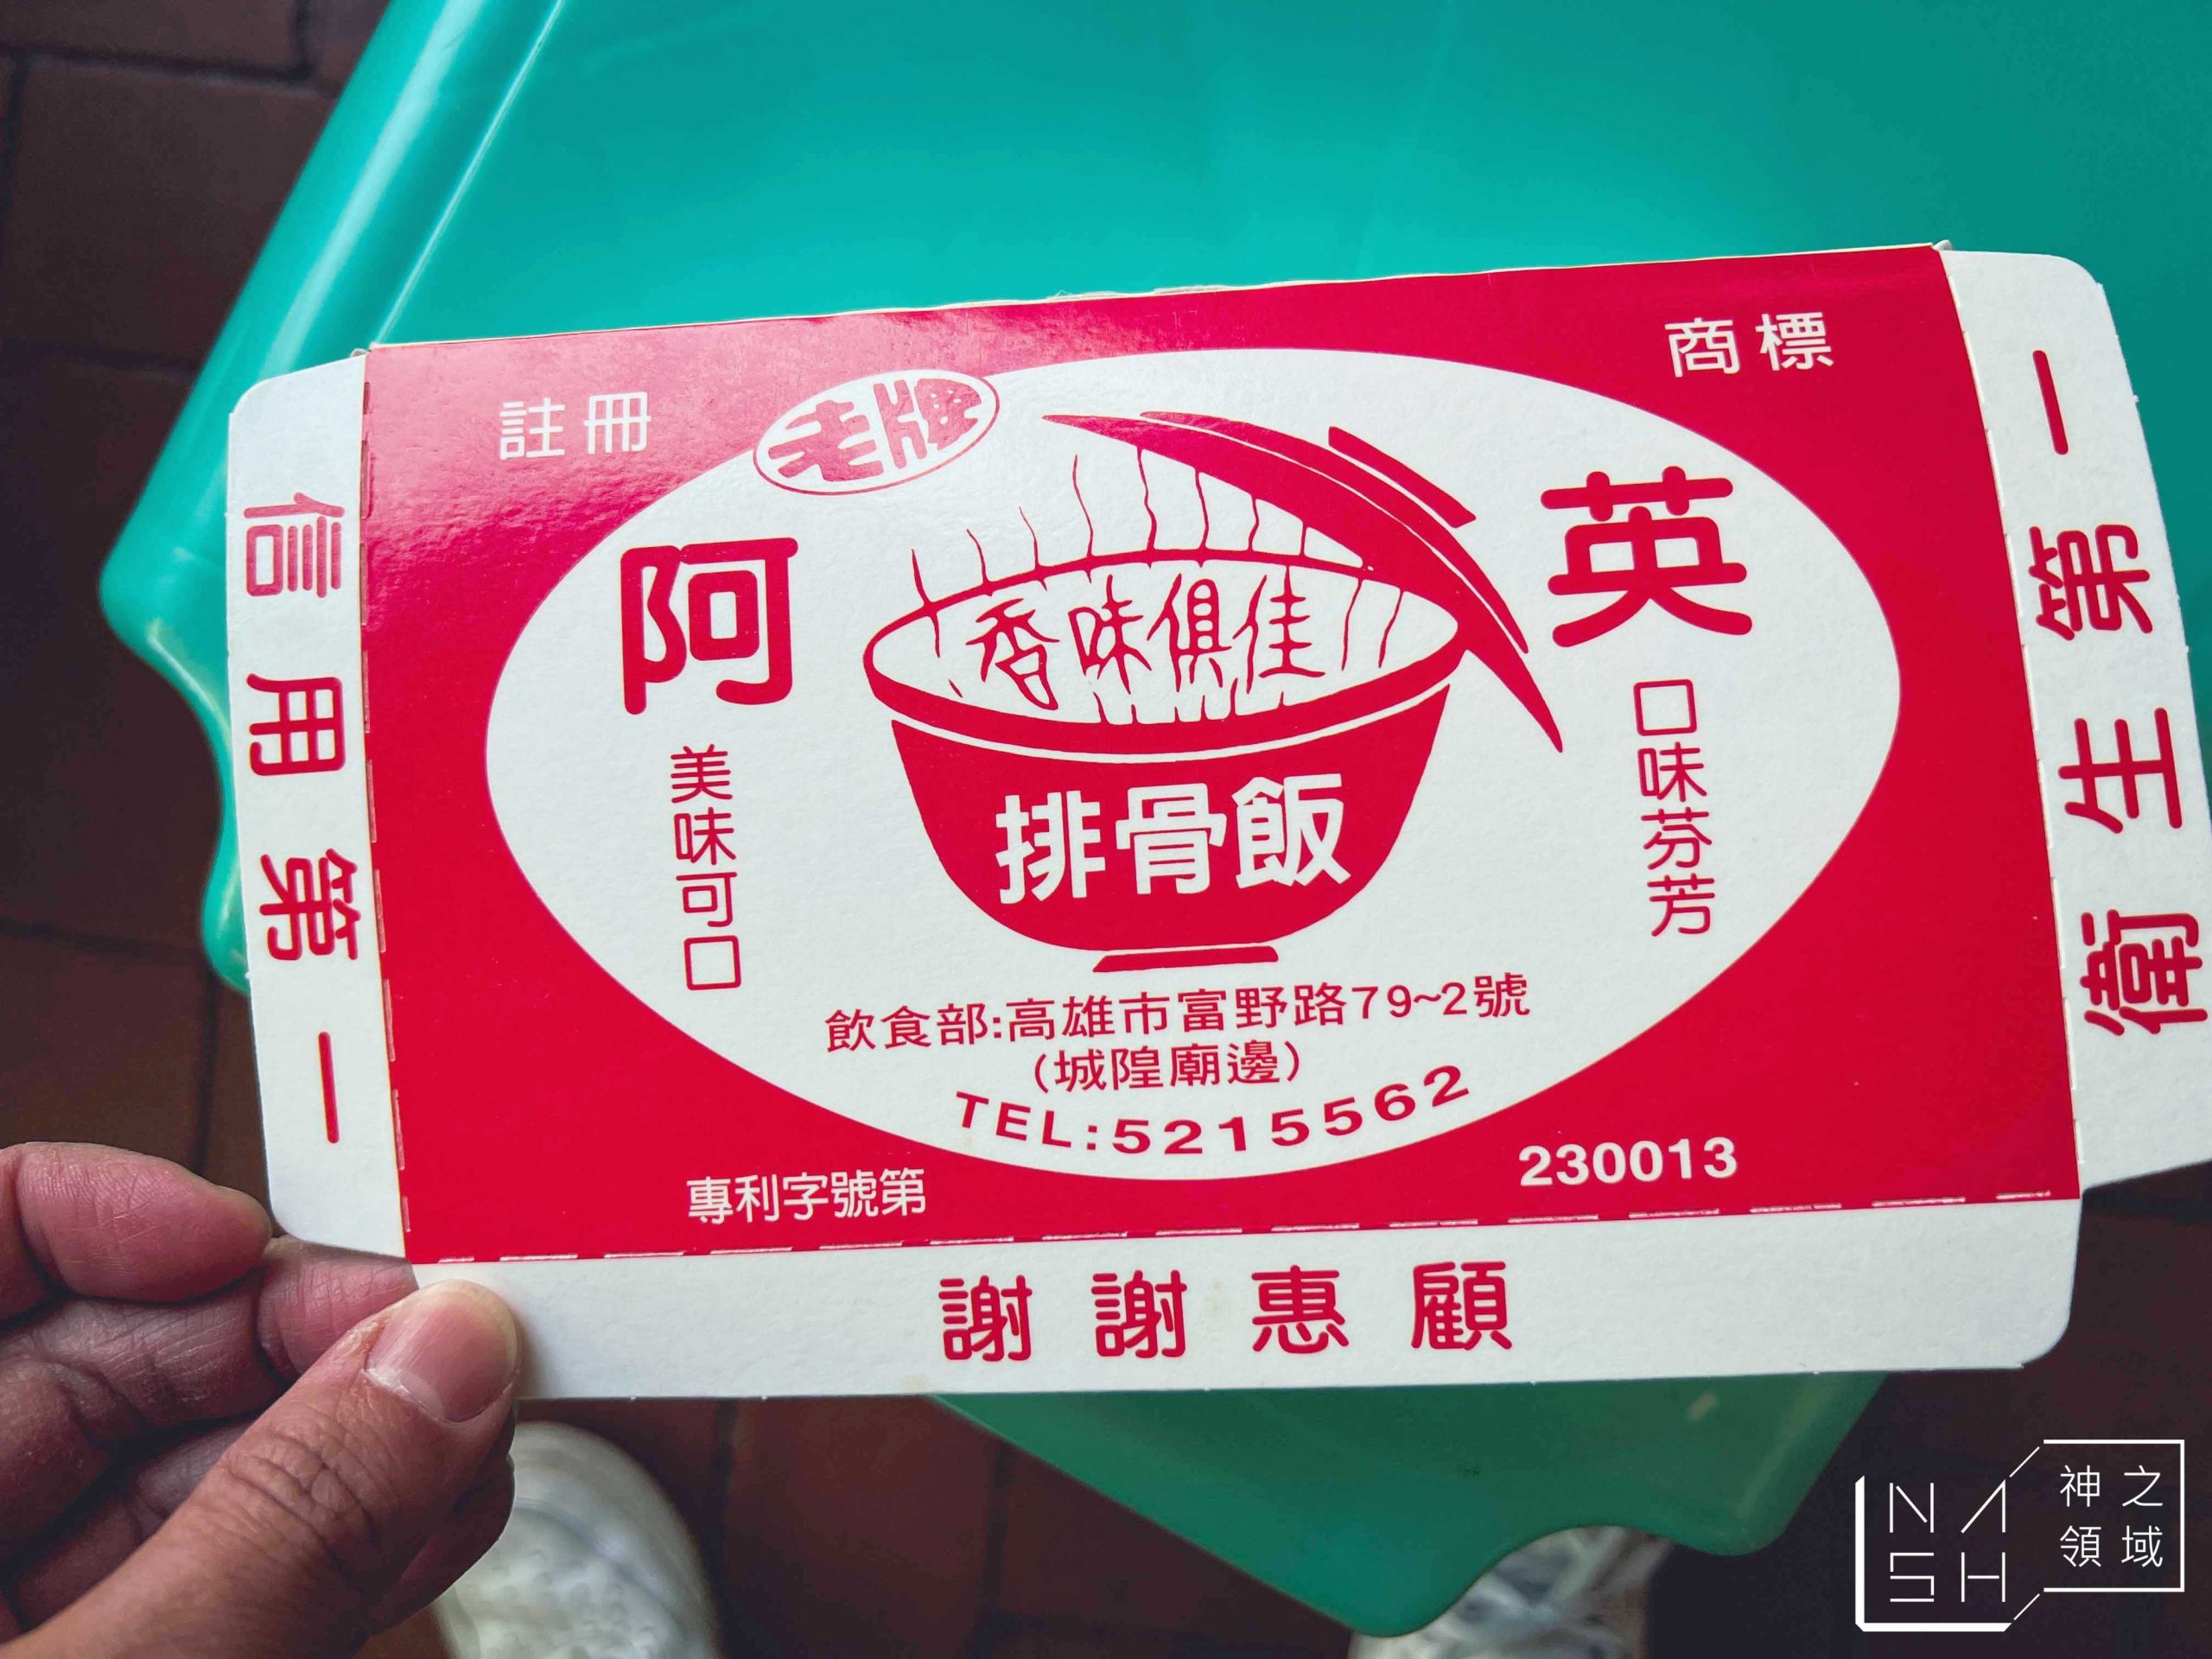 註冊
商標
老牌
阿英
香味俱佳
排骨飯
美味可口
口味芬芳
飲食部:高雄市富野路79~2號
(城隍廟邊)
TEL:5215562
專利字號第
230013
信用第一
衛生第一
謝謝惠顧
NASH
神之
領域